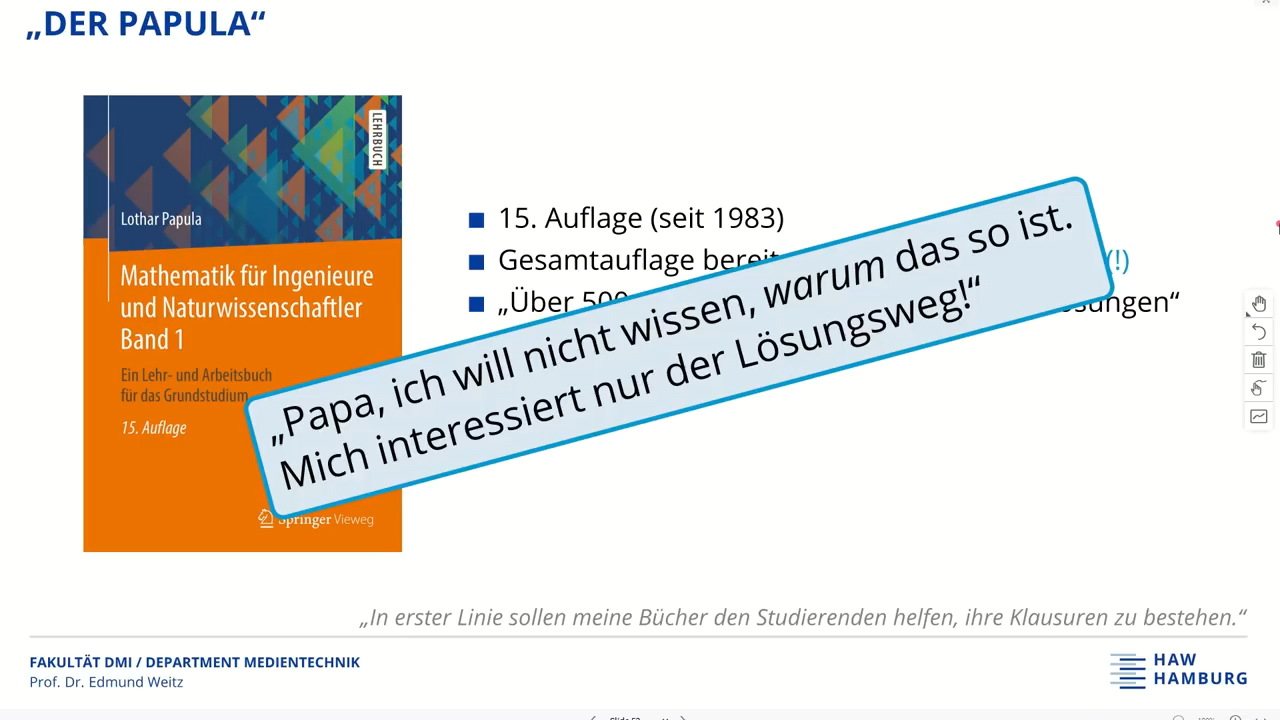 „DER PAPULA“
LEHRBUCH
Lothar Papula
Mathematik für Ingenieure
und Naturwissenschaftler
Band 1
Ein Lehr- und Arbeitsbuch
für das Grundstudium
15. Auflage
Springer Vieweg
15. Auflage (seit 1983)
Gesamtauflage (!)
„Über
„Papa, ich will nicht wissen, warum das so ist.
Mich interessiert nur der Lösungsweg!“
„In erster Linie sollen meine Bücher den Studierenden helfen, ihre Klausuren zu bestehen.“
FAKULTÄT DMI / DEPARTMENT MEDIENTECHNIK
Prof. Dr. Edmund Weitz
HAW
HAMBURG